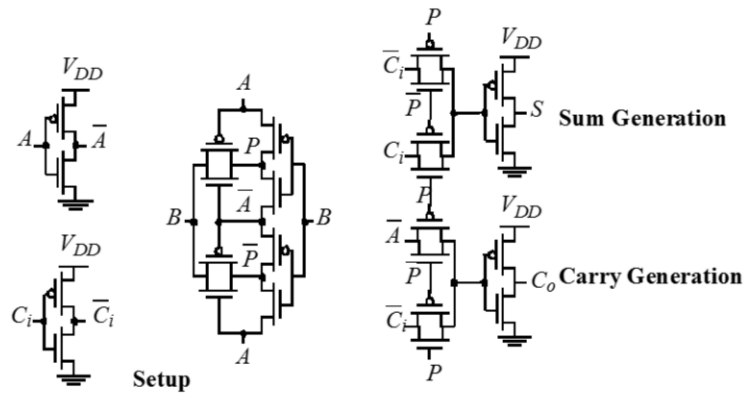 V_DD
A
A̅
V_DD
C_i
C̅_i
Setup
A
P
A̅
B
B
P̅
A
P
C̅_i
P̅
C_i
P
V_DD
S
Sum Generation
A̅
P̅
C̅_i
P
V_DD
C_o Carry Generation